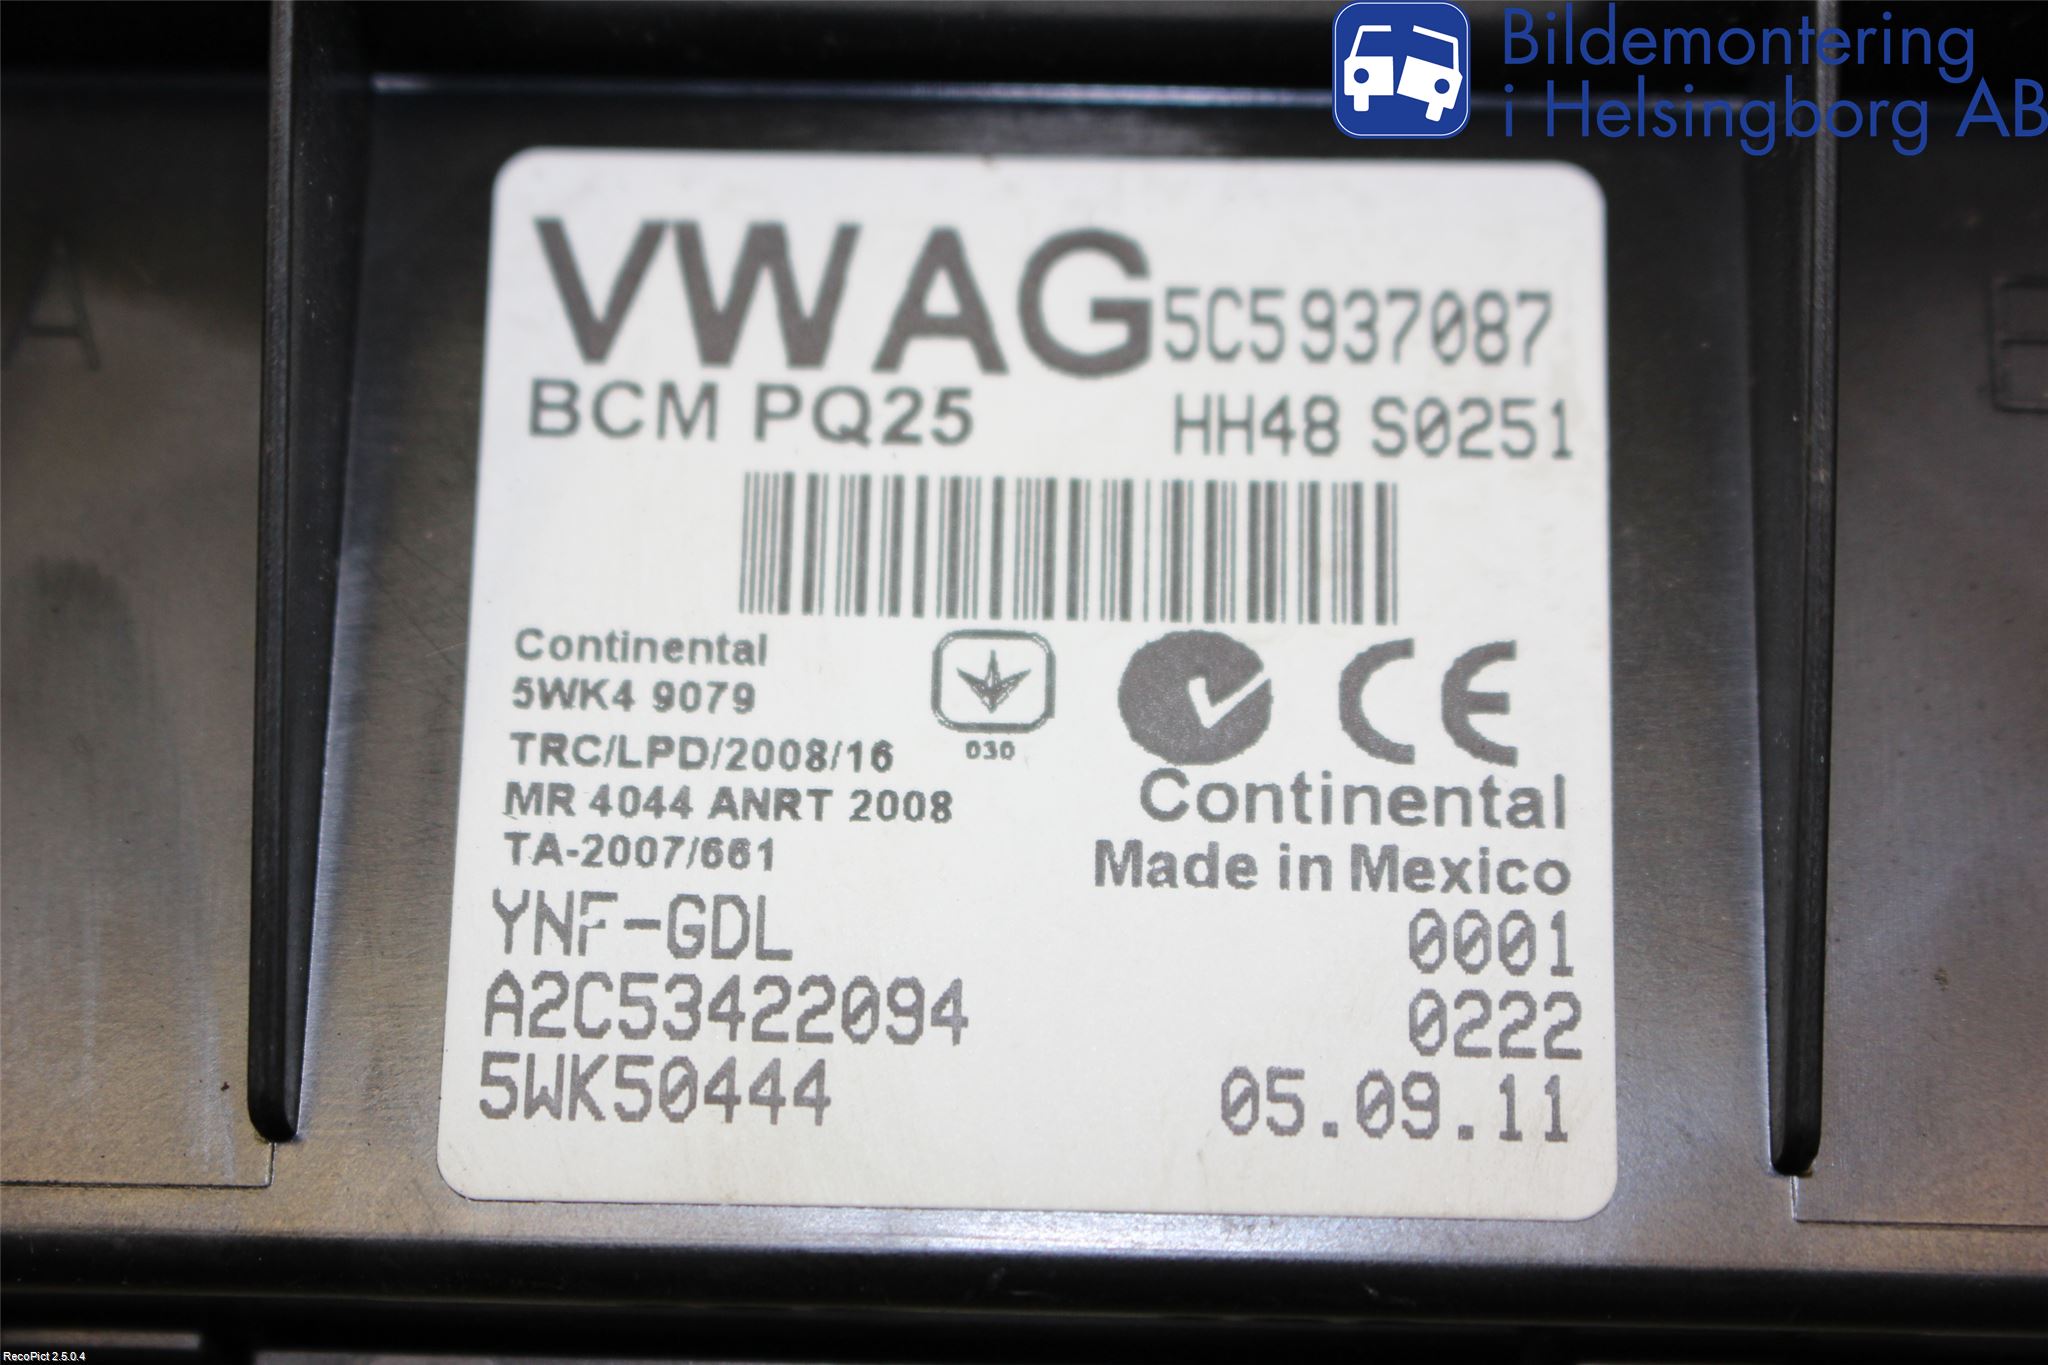 Bildemontering
i Helsingborg AB
A
B
VWAG 5C5937087
BCM PQ25 HH48 S0251
Continental
5WK4 9079
030
TRC/LPD/2008/16
MR 4044 ANRT 2008
TA-2007/661
CE
Continental
Made in Mexico
YNF-GDL 0001
A2C53422094 0222
5WK50444 05.09.11
RecoPict 2.5.0.4